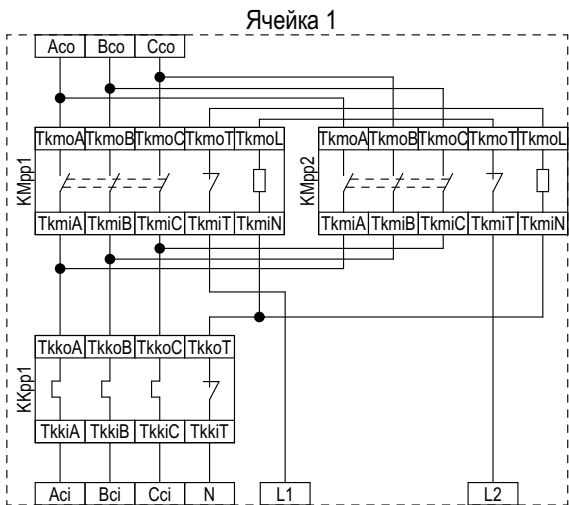 Ячейка 1
Aco Bco Cco
TkmoA TkmoB TkmoC TkmoT TkmoL TkmoA TkmoB TkmoC TkmoT TkmoL
KMpp1 KMpp2
TkmiA TkmiB TkmiC TkmiT TkmiN TkmiA TkmiB TkmiC TkmiT TkmiN
TkkoA TkkoB TkkoC TkkoT
KKpp1
TkkiA TkkiB TkkiC TkkiT
Aci Bci Cci N L1 L2